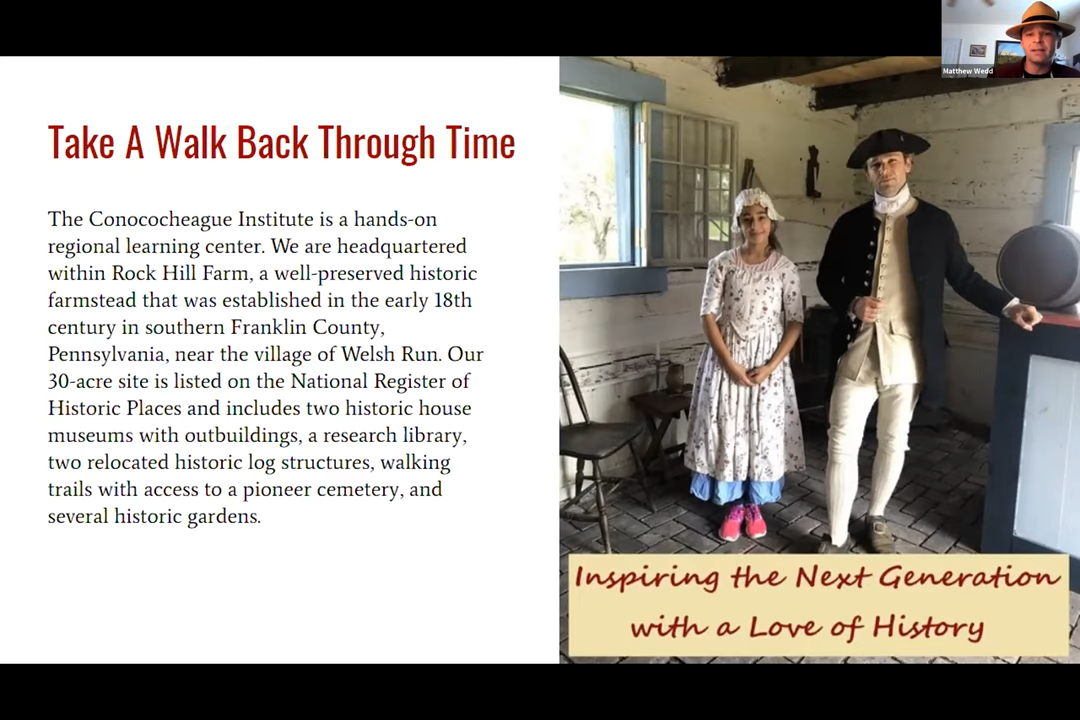 Matthew Wedd
Take A Walk Back Through Time
The Conococheague Institute is a hands-on
regional learning center. We are headquartered
within Rock Hill Farm, a well-preserved historic
farmstead that was established in the early 18th
century in southern Franklin County,
Pennsylvania, near the village of Welsh Run. Our
30-acre site is listed on the National Register of
Historic Places and includes two historic house
museums with outbuildings, a research library,
two relocated historic log structures, walking
trails with access to a pioneer cemetery, and
several historic gardens.
Inspiring the Next Generation
with a Love of History